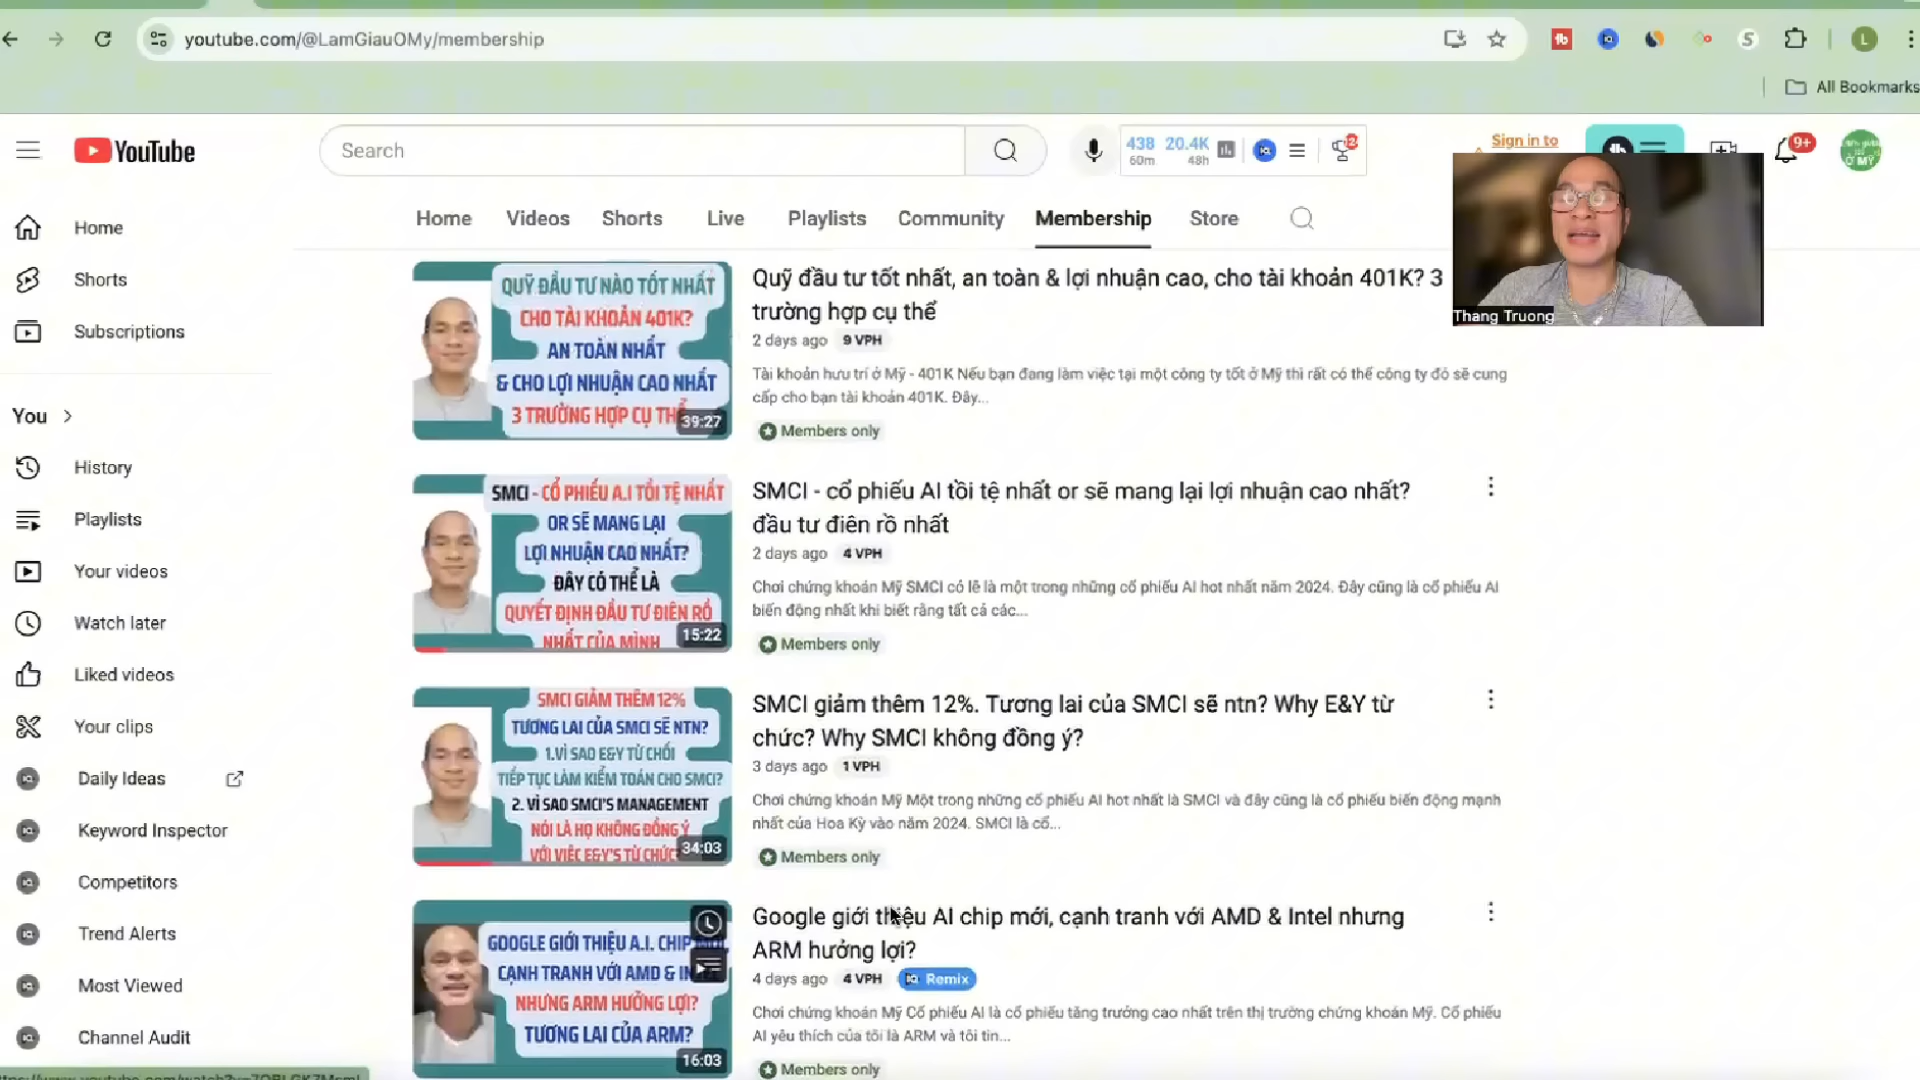 youtube.com/@LamGiauOMy/membership
All Bookmarks
YouTube
Search
438 20.4K
60m 48h
2
Sign in to
9+
Home
Shorts
Subscriptions
You
History
Playlists
Your videos
Watch later
Liked videos
Your clips
Daily Ideas
Keyword Inspector
Competitors
Trend Alerts
Most Viewed
Channel Audit
Home Videos Shorts Live Playlists Community Membership Store
Thang Truong
QUỸ ĐẦU TƯ NÀO TỐT NHẤT
CHO TÀI KHOẢN 401K?
AN TOÀN NHẤT
& CHO LỢI NHUẬN CAO NHẤT
3 TRƯỜNG HỢP CỤ THỂ
39:27
Quỹ đầu tư tốt nhất, an toàn & lợi nhuận cao, cho tài khoản 401K? 3
trường hợp cụ thể
2 days ago 9 VPH
Tài khoản hưu trí ở Mỹ - 401K Nếu bạn đang làm việc tại một công ty tốt ở Mỹ thì rất có thể công ty đó sẽ cung
cấp cho bạn tài khoản 401K. Đây...
Members only
SMCI - CỔ PHIẾU A.I TỒI TỆ NHẤT
OR SẼ MANG LẠI
LỢI NHUẬN CAO NHẤT?
ĐÂY CÓ THỂ LÀ
QUYẾT ĐỊNH ĐẦU TƯ ĐIÊN RỒ
NHẤT CỦA MÌNH
15:22
SMCI - cổ phiếu AI tồi tệ nhất or sẽ mang lại lợi nhuận cao nhất?
đầu tư điên rồ nhất
2 days ago 4 VPH
Chơi chứng khoán Mỹ SMCI có lẽ là một trong những cổ phiếu AI hot nhất năm 2024. Đây cũng là cổ phiếu AI
biến động nhất khi biết rằng tất cả các...
Members only
SMCI GIẢM THÊM 12%
TƯƠNG LAI CỦA SMCI SẼ NTN?
1.VÌ SAO E&Y TỪ CHỐI
TIẾP TỤC LÀM KIỂM TOÁN CHO SMCI?
2. VÌ SAO SMCI'S MANAGEMENT
NÓI LÀ HỌ KHÔNG ĐỒNG Ý
VỚI VIỆC E&Y'S TỪ CHỨC?
34:03
SMCI giảm thêm 12%. Tương lai của SMCI sẽ ntn? Why E&Y từ
chức? Why SMCI không đồng ý?
3 days ago 1 VPH
Chơi chứng khoán Mỹ Một trong những cổ phiếu AI hot nhất là SMCI và đây cũng là cổ phiếu biến động mạnh
nhất của Hoa Kỳ vào năm 2024. SMCI là cổ...
Members only
GOOGLE GIỚI THIỆU A.I. CHIP MỚI
CẠNH TRANH VỚI AMD & INTEL
NHƯNG ARM HƯỞNG LỢI?
TƯƠNG LAI CỦA ARM?
16:03
Google giới thiệu AI chip mới, cạnh tranh với AMD & Intel nhưng
ARM hưởng lợi?
4 days ago 4 VPH Remix
Chơi chứng khoán Mỹ Cổ phiếu AI là cổ phiếu tăng trưởng cao nhất trên thị trường chứng khoán Mỹ. Cổ phiếu
AI yêu thích của tôi là ARM và tôi tin...
Members only